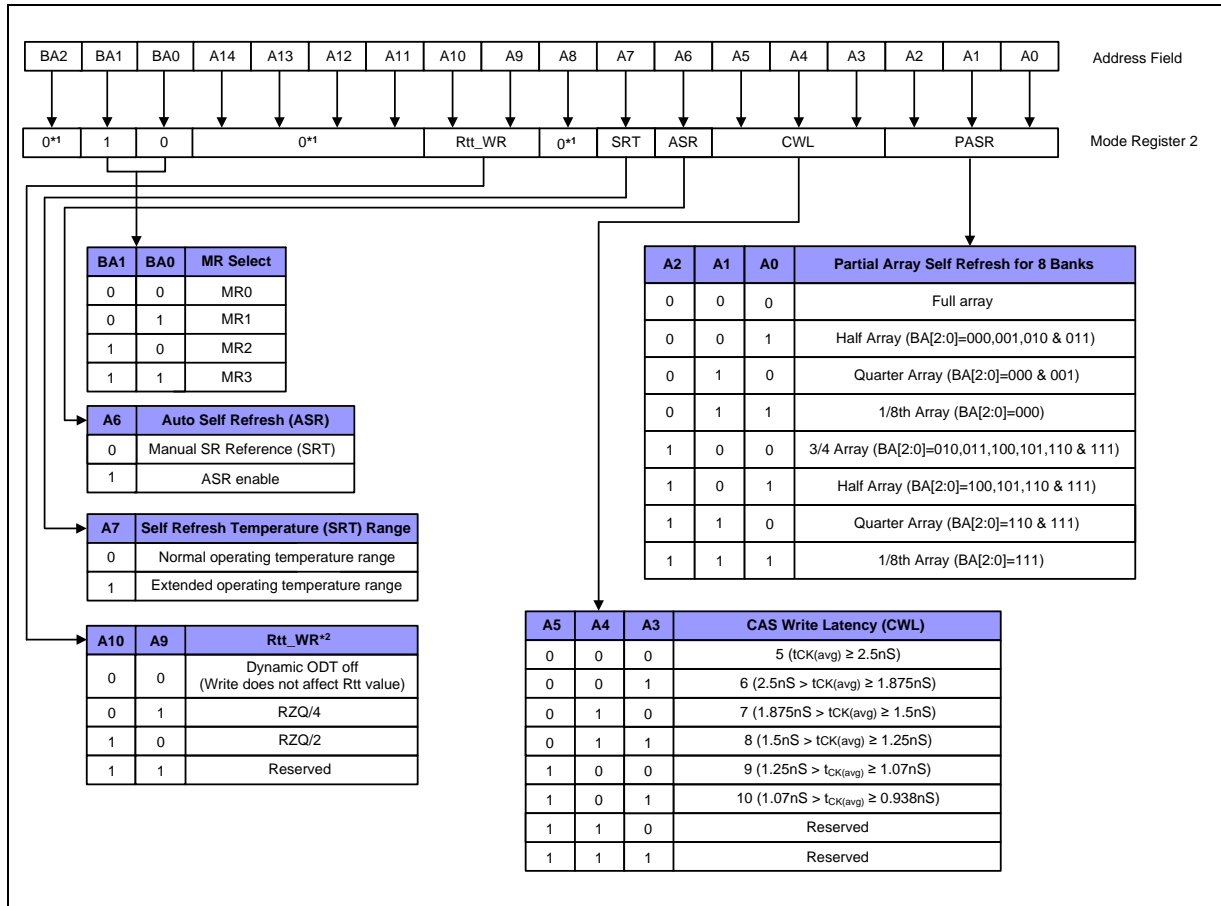 BA2 BA1 BA0 A14 A13 A12 A11 A10 A9 A8 A7 A6 A5 A4 A3 A2 A1 A0 Address Field
0*1 1 0 0*1 Rtt_WR 0*1 SRT ASR CWL PASR Mode Register 2
BA1 BA0 MR Select
0 0 MR0
0 1 MR1
1 0 MR2
1 1 MR3
A6 Auto Self Refresh (ASR)
0 Manual SR Reference (SRT)
1 ASR enable
A7 Self Refresh Temperature (SRT) Range
0 Normal operating temperature range
1 Extended operating temperature range
A10 A9 Rtt_WR*2
0 0 Dynamic ODT off
(Write does not affect Rtt value)
0 1 RZQ/4
1 0 RZQ/2
1 1 Reserved
A2 A1 A0 Partial Array Self Refresh for 8 Banks
0 0 0 Full array
0 0 1 Half Array (BA[2:0]=000,001,010 & 011)
0 1 0 Quarter Array (BA[2:0]=000 & 001)
0 1 1 1/8th Array (BA[2:0]=000)
1 0 0 3/4 Array (BA[2:0]=010,011,100,101,110 & 111)
1 0 1 Half Array (BA[2:0]=100,101,110 & 111)
1 1 0 Quarter Array (BA[2:0]=110 & 111)
1 1 1 1/8th Array (BA[2:0]=111)
A5 A4 A3 CAS Write Latency (CWL)
0 0 0 5 (tCK(avg) ≥ 2.5nS)
0 0 1 6 (2.5nS > tCK(avg) ≥ 1.875nS)
0 1 0 7 (1.875nS > tCK(avg) ≥ 1.5nS)
0 1 1 8 (1.5nS > tCK(avg) ≥ 1.25nS)
1 0 0 9 (1.25nS > tCK(avg) ≥ 1.07nS)
1 0 1 10 (1.07nS > tCK(avg) ≥ 0.938nS)
1 1 0 Reserved
1 1 1 Reserved